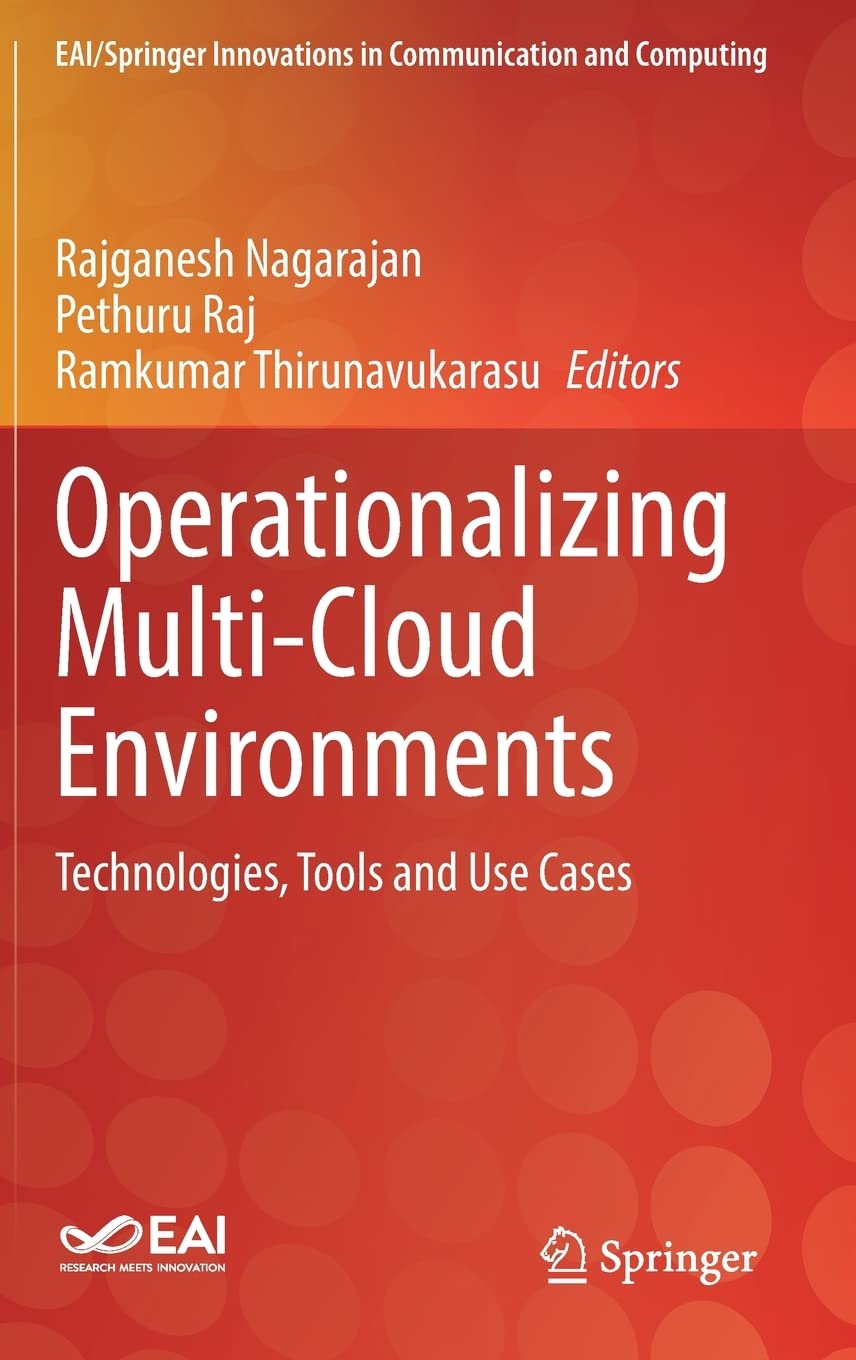 EAI/Springer Innovations in Communication and Computing
Rajganesh Nagarajan
Pethuru Raj
Ramkumar Thirunavukarasu Editors
Operationalizing
Multi-Cloud
Environments
Technologies, Tools and Use Cases
EAI
RESEARCH MEETS INNOVATION
Springer